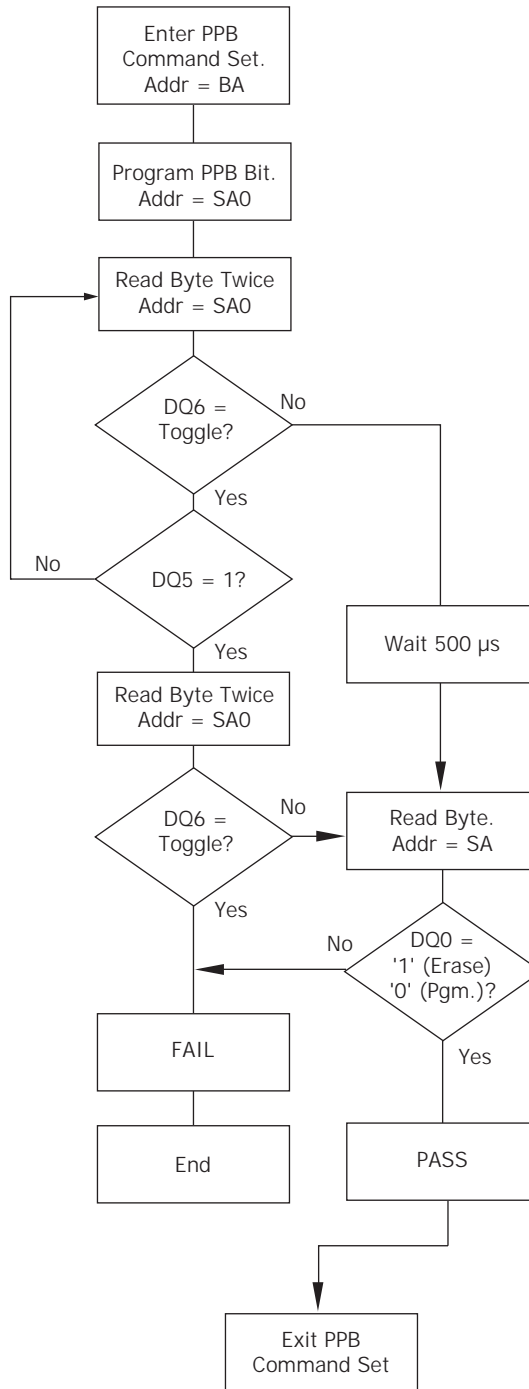 Enter PPB
Command Set.
Addr = BA
Program PPB Bit.
Addr = SA0
Read Byte Twice
Addr = SA0
DQ6 =
Toggle?
No
Yes
DQ5 = 1?
No
Yes
Wait 500 µs
Read Byte Twice
Addr = SA0
DQ6 =
Toggle?
No
Yes
Read Byte.
Addr = SA
DQ0 =
'1' (Erase)
'0' (Pgm.)?
No
Yes
FAIL
End
PASS
Exit PPB
Command Set